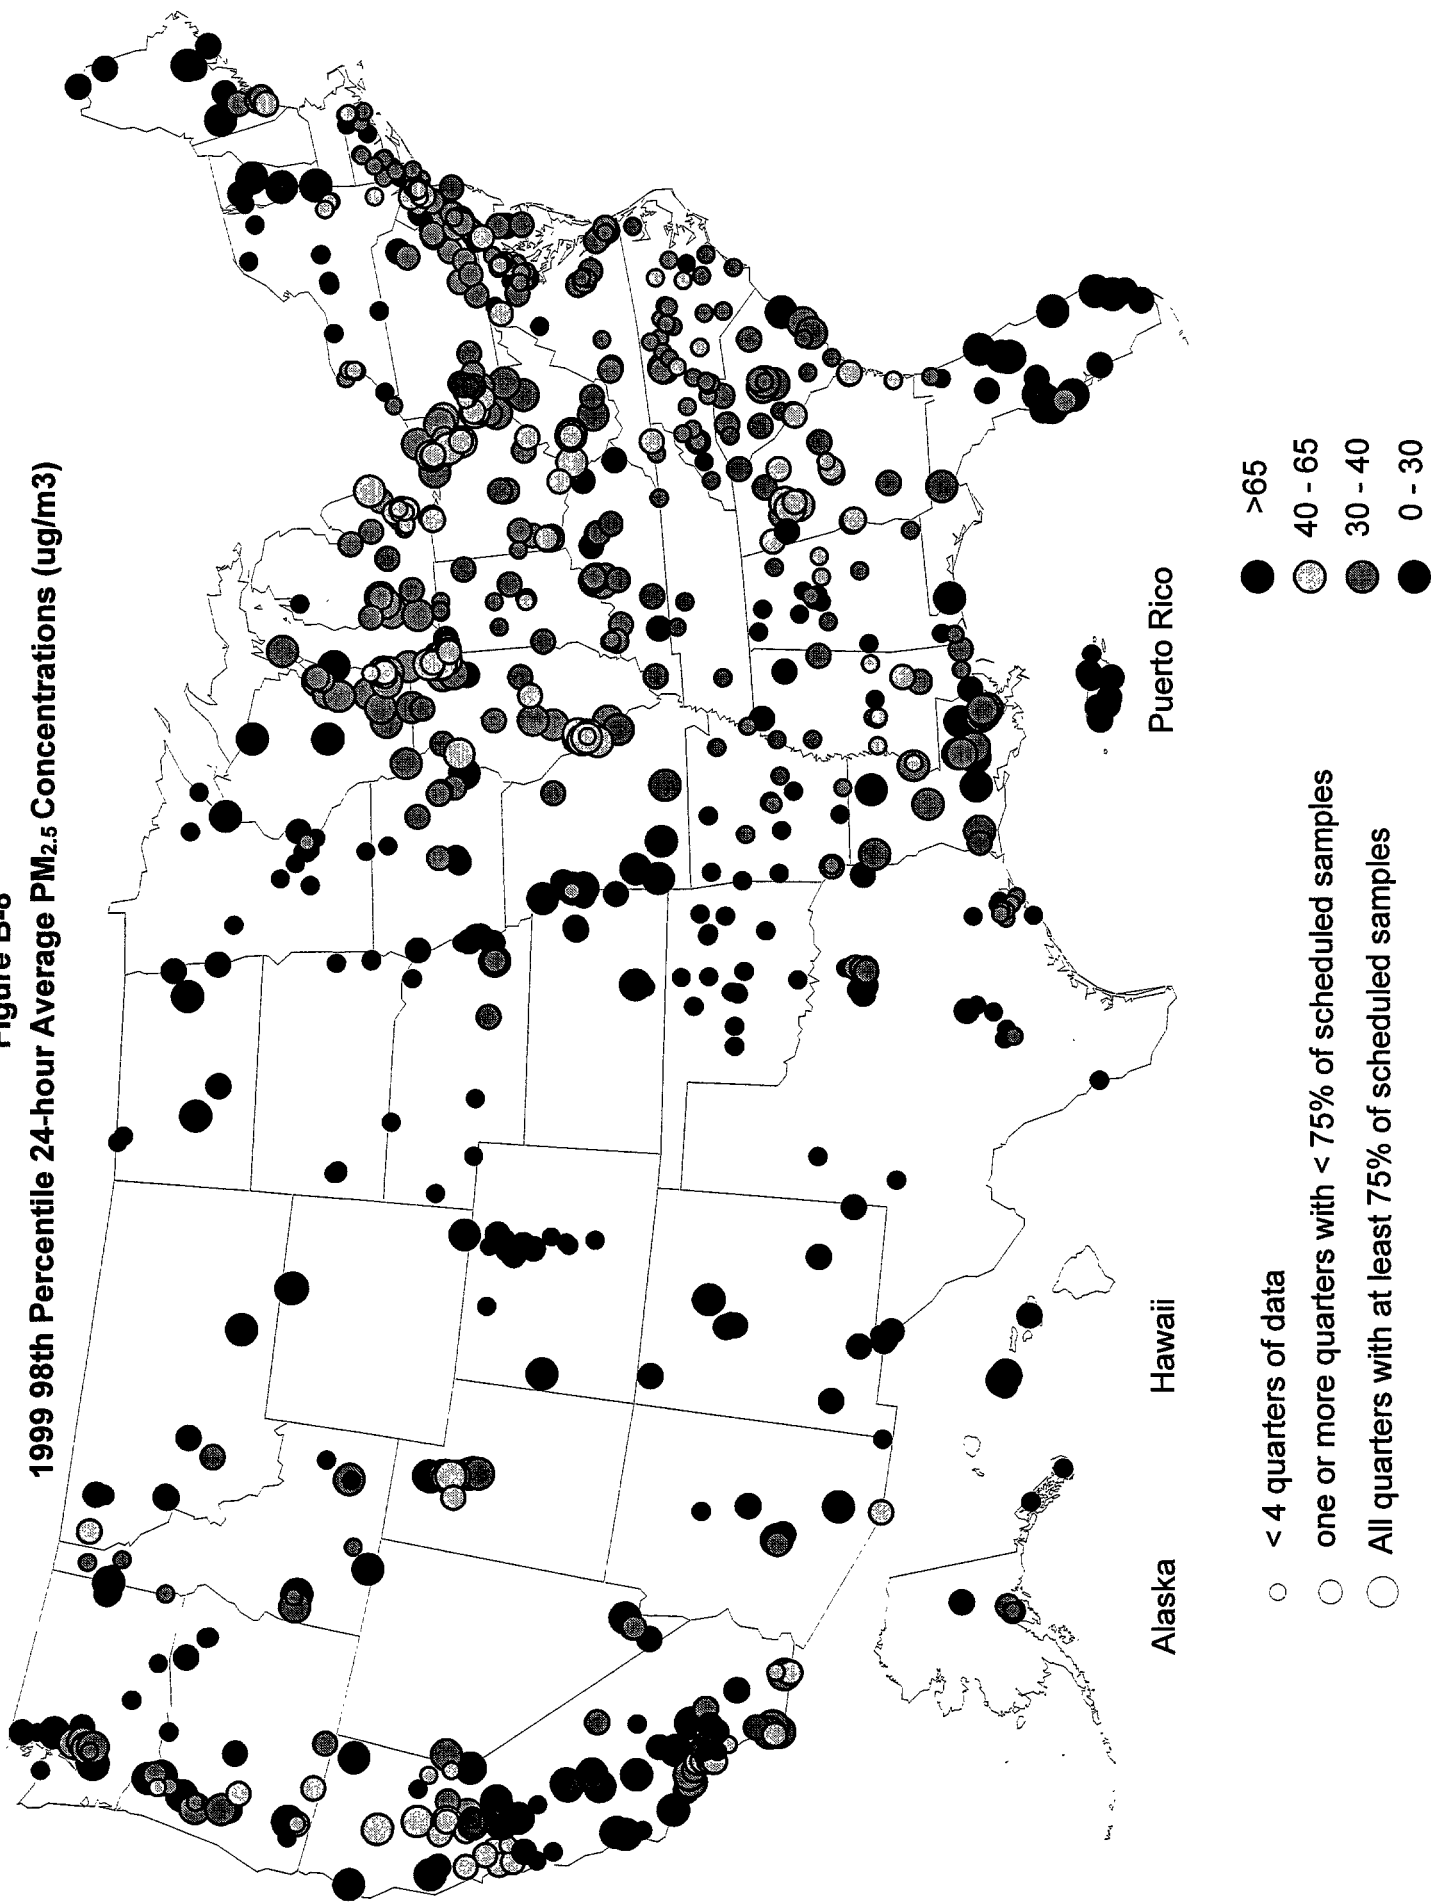 Figure B-8
1999 98th Percentile 24-hour Average PM2.5 Concentrations (ug/m3)
Alaska
Hawaii
Puerto Rico
< 4 quarters of data
one or more quarters with < 75% of scheduled samples
All quarters with at least 75% of scheduled samples
>65
40 - 65
30 - 40
0 - 30